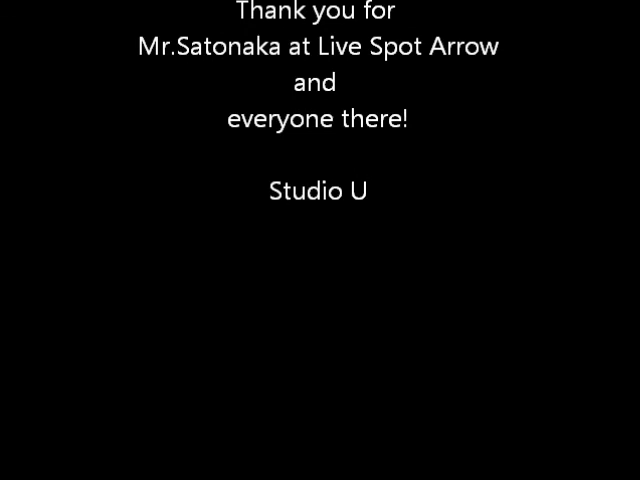 Thank you for
Mr.Satonaka at Live Spot Arrow
and
everyone there!
Studio U